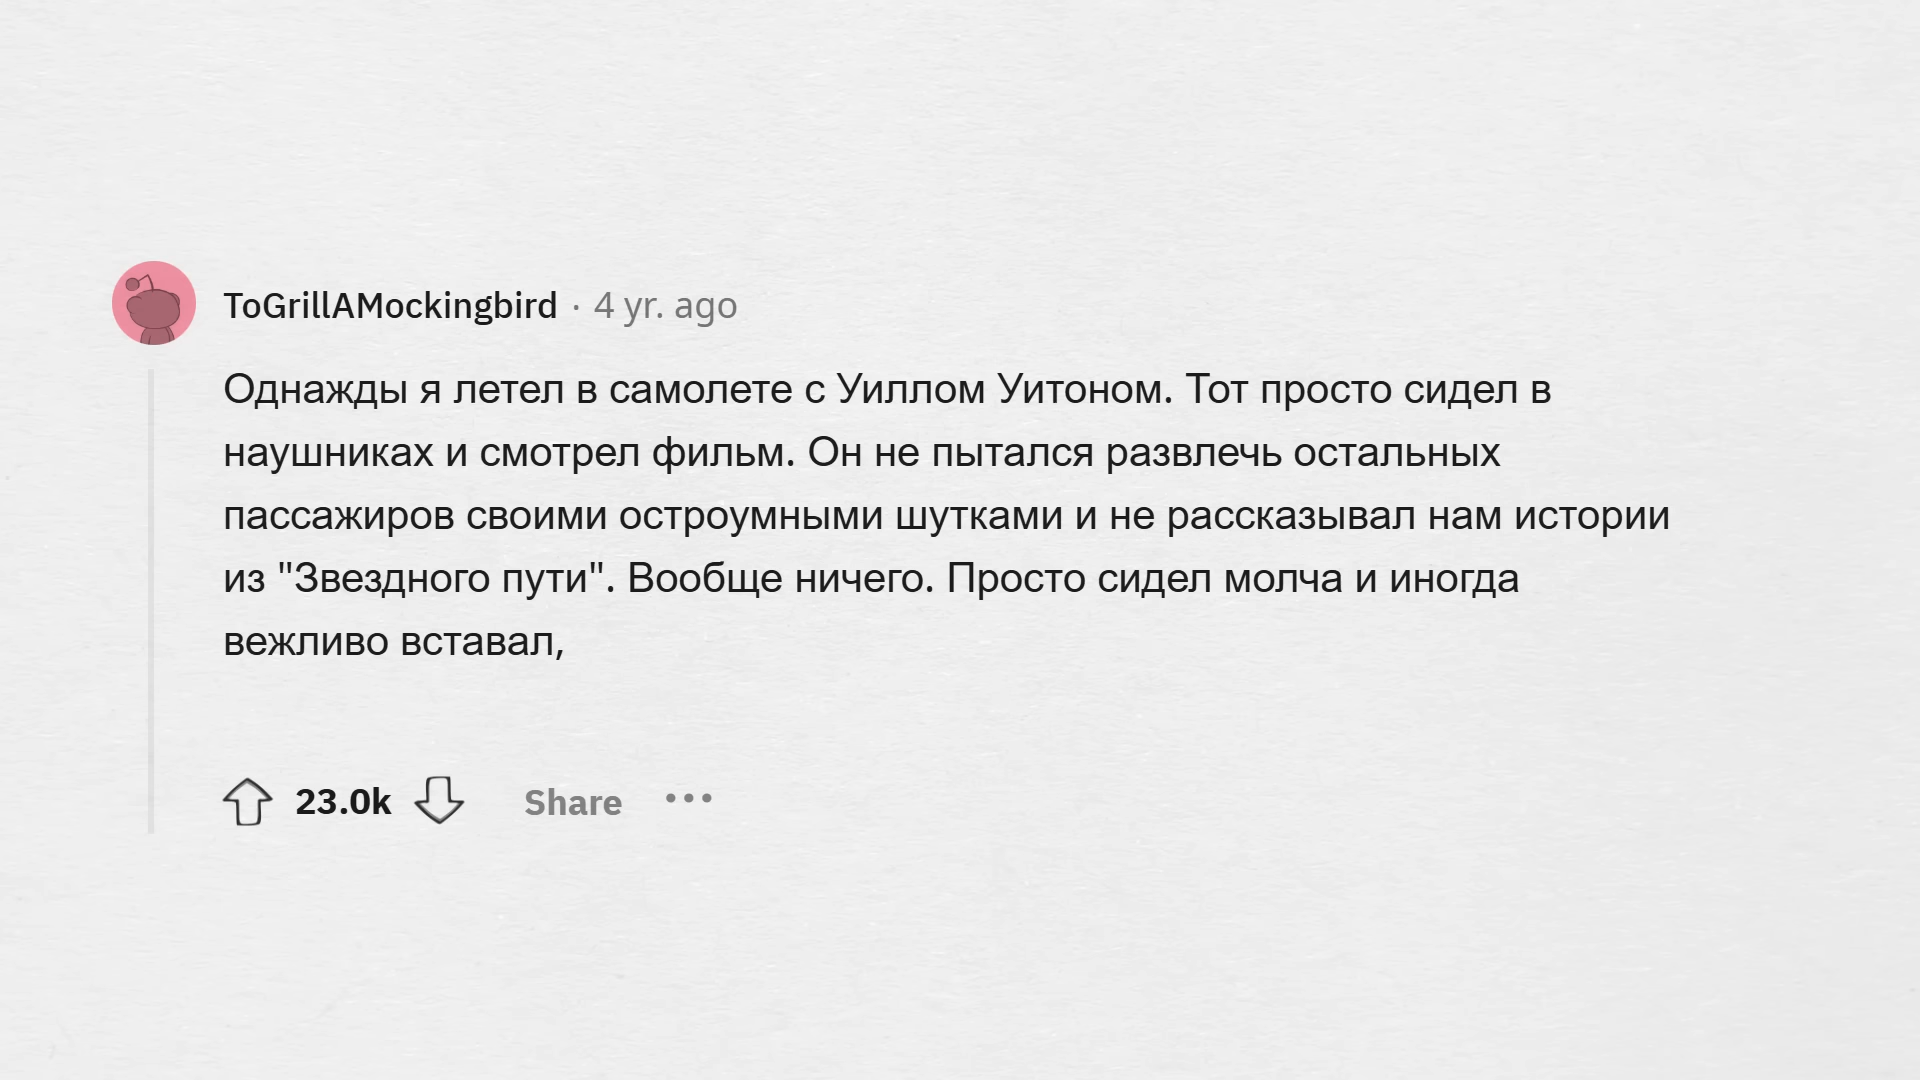 ToGrillAMockingbird · 4 yr. ago
Однажды я летел в самолете с Уиллом Уитоном. Тот просто сидел в
наушниках и смотрел фильм. Он не пытался развлечь остальных
пассажиров своими остроумными шутками и не рассказывал нам истории
из "Звездного пути". Вообще ничего. Просто сидел молча и иногда
вежливо вставал,
23.0k Share